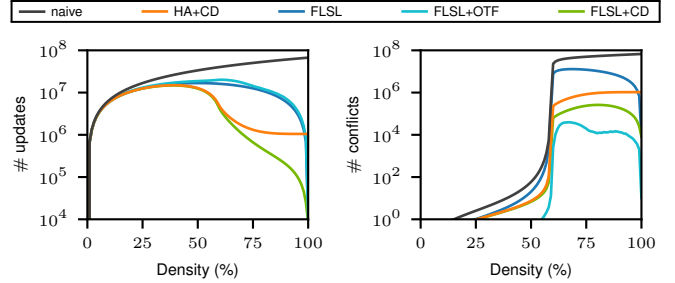 naive HA+CD FLSL FLSL+OTF FLSL+CD
10^8
10^7
10^6
10^5
10^4
# updates
0 25 50 75 100
Density (%)
10^8
10^6
10^4
10^2
10^0
# conflicts
0 25 50 75 100
Density (%)